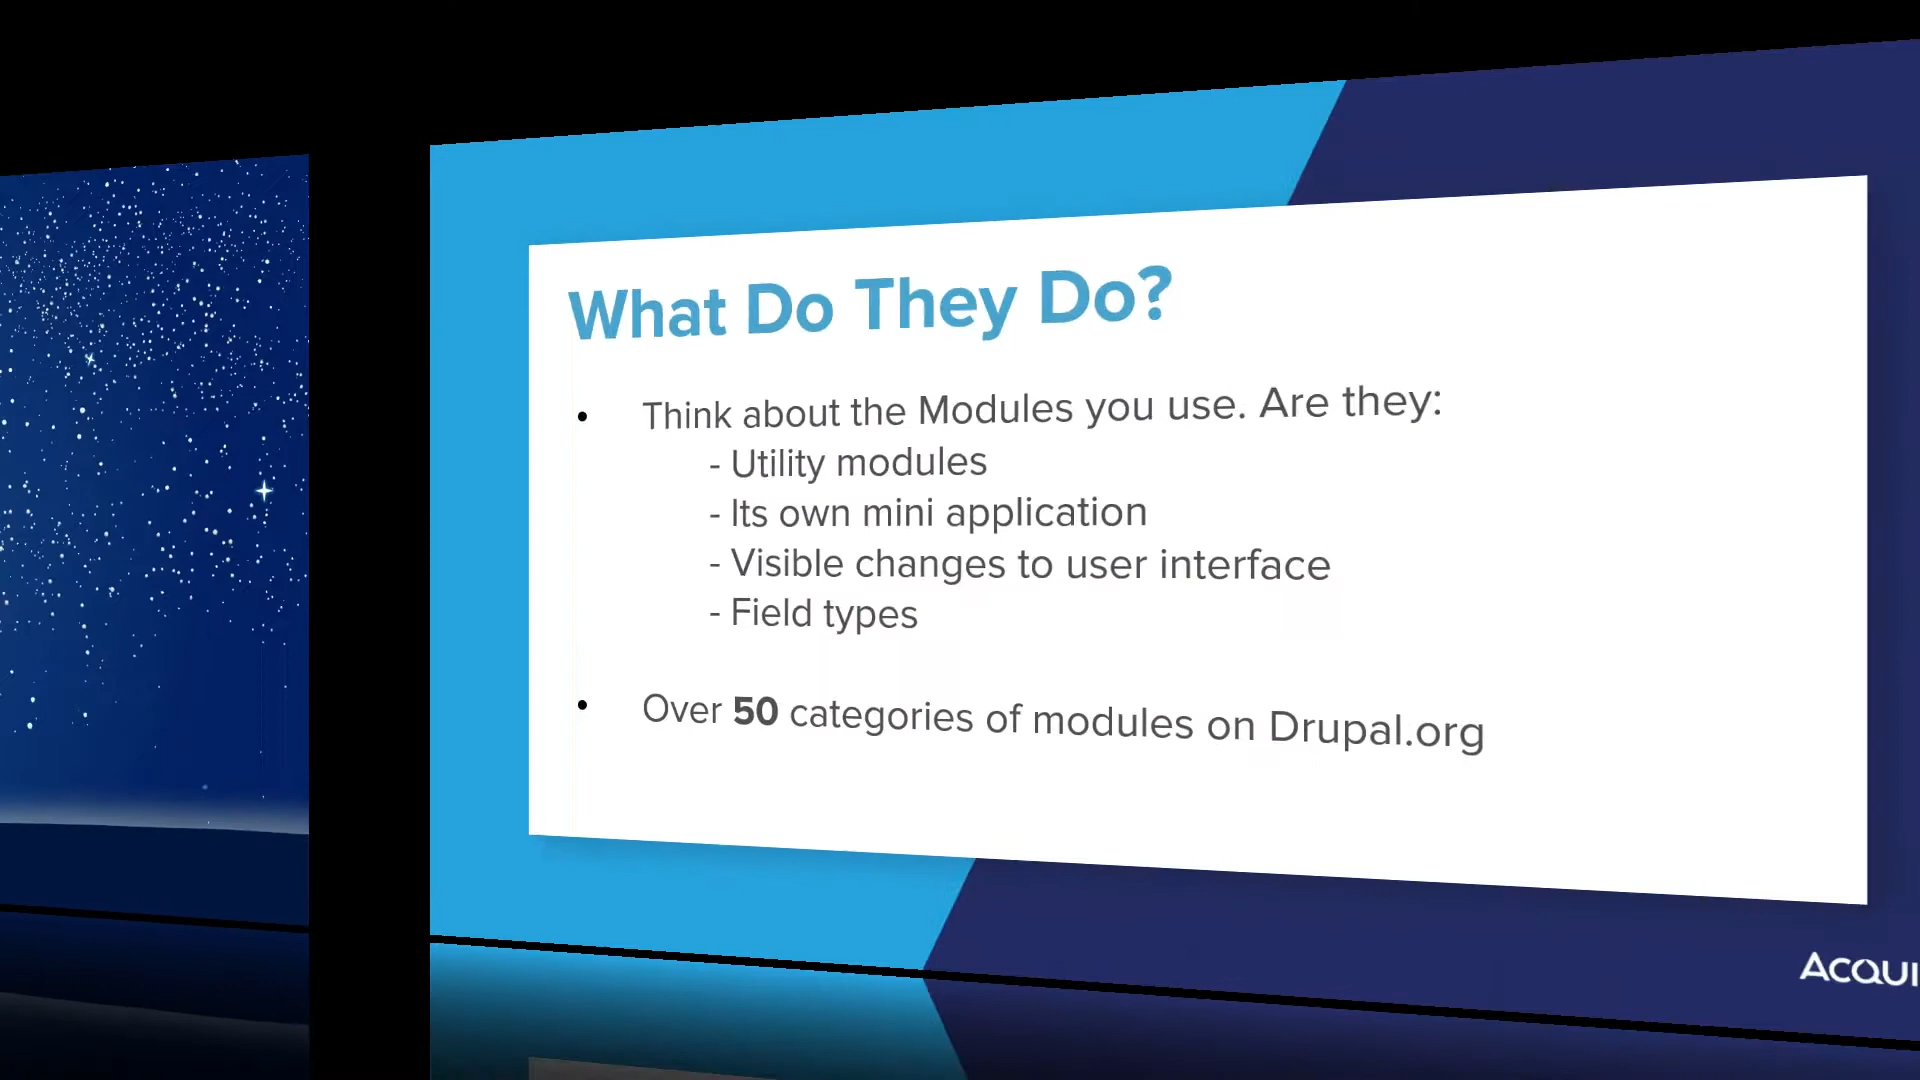 What Do They Do?
• Think about the Modules you use. Are they:
- Utility modules
- Its own mini application
- Visible changes to user interface
- Field types
• Over 50 categories of modules on Drupal.org
ACQUI